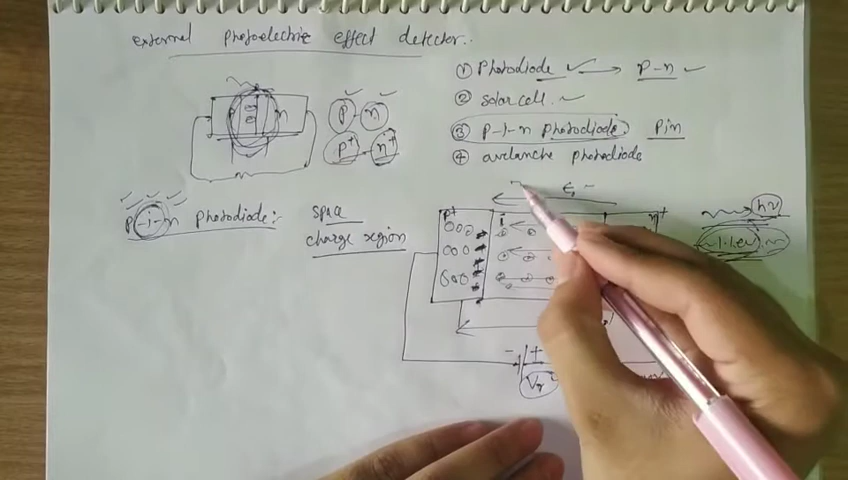 external photoelectric effect detector..
① Photodiode ✓ → P-n ✓
② solar cell.
③ P-i-n photodiode. Pin
④ avalanche photodiode
n
P n
P+ n+
P-i-n photodiode:-
space
charge region
P+ i n+
hν
- +
Vr